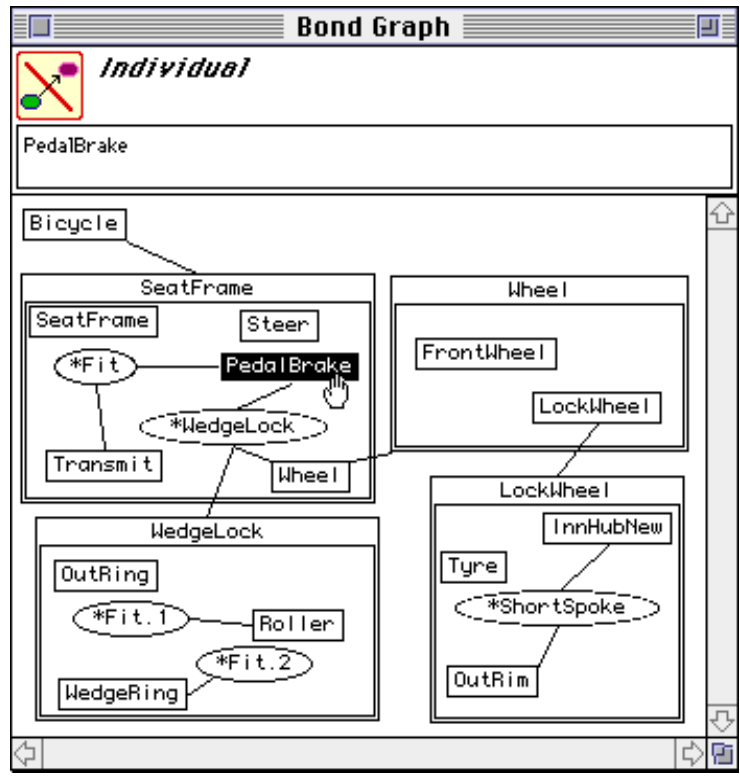 Bond Graph
Individual
PedalBrake
Bicycle
SeatFrame
SeatFrame
Steer
*Fit
PedalBrake
*WedgeLock
Transmit
Wheel
Wheel
FrontWheel
LockWheel
WedgeLock
OutRing
*Fit.1
Roller
*Fit.2
WedgeRing
LockWheel
InnHubNew
Tyre
*ShortSpoke
OutRim